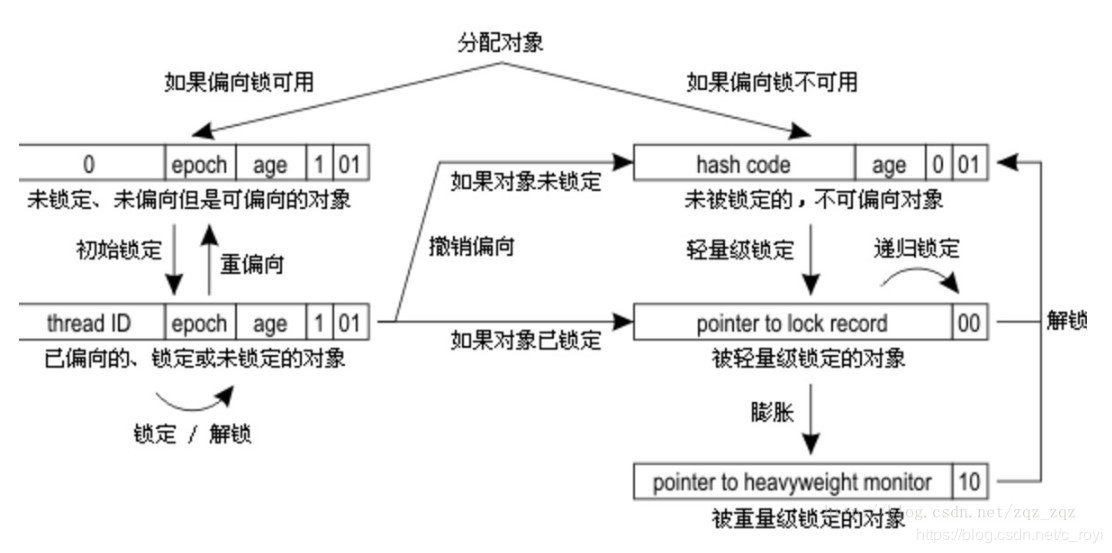 分配对象
如果偏向锁可用
如果偏向锁不可用
0 epoch age 1 01
hash code age 0 01
未锁定、未偏向但是可偏向的对象
如果对象未锁定
未被锁定的，不可偏向对象
初始锁定
重偏向
撤销偏向
轻量级锁定
递归锁定
thread ID epoch age 1 01
pointer to lock record 00
解锁
已偏向的、锁定或未锁定的对象
如果对象已锁定
被轻量级锁定的对象
锁定 / 解锁
膨胀
pointer to heavyweight monitor 10
被重量级锁定的对象
blog.csdn.net/zqz_zqz
https://blog.csdn.net/c_royi